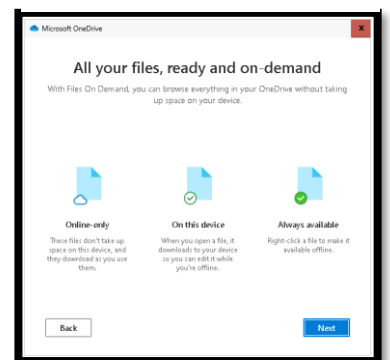 Microsoft OneDrive
x
All your files, ready and on-demand
With Files On Demand, you can browse everything in your OneDrive without taking
up space on your device.
Online-only
These files don't take up
space on this device, and
they download as you use
them.
On this device
When you open a file, it
downloads to your device
so you can edit it while
you're offline.
Always available
Right-click a file to make it
available offline.
Back
Next